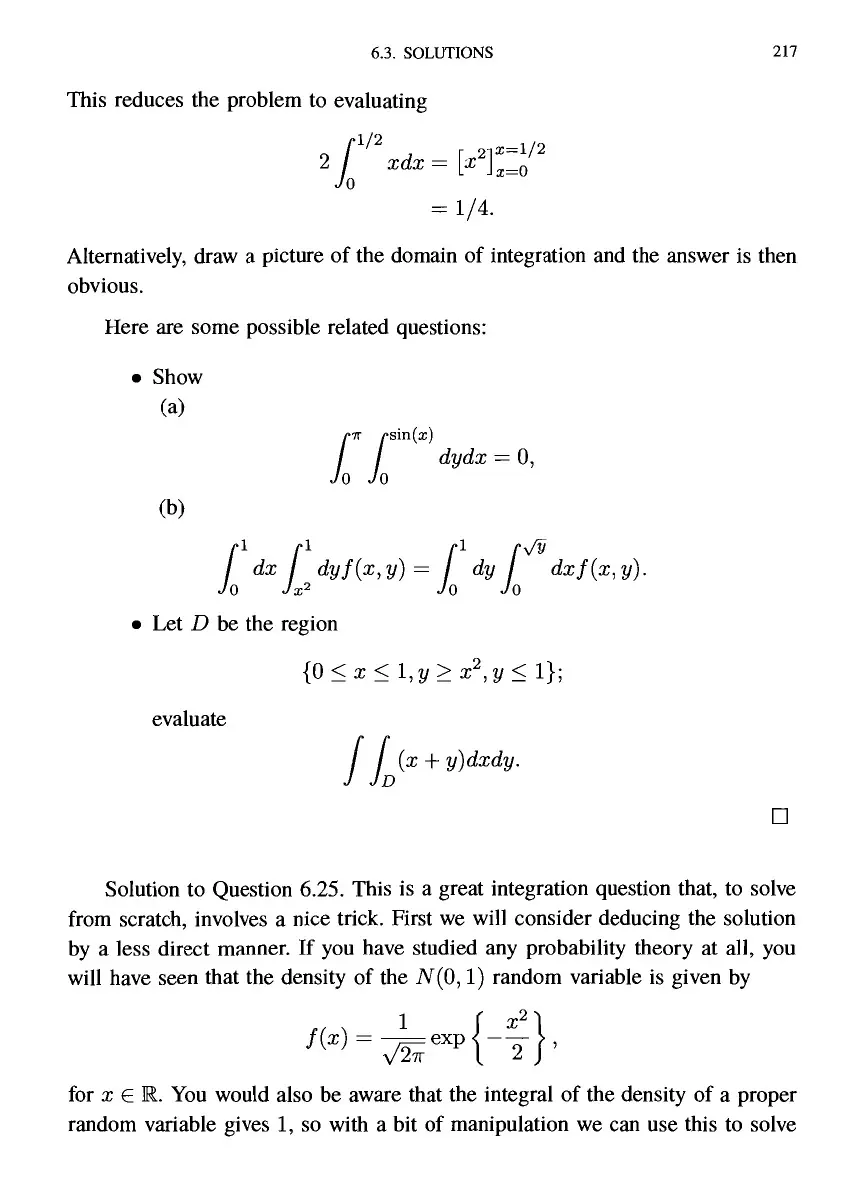 6.3. SOLUTIONS 217
This reduces the problem to evaluating
2 ∫_0^{1/2} xdx = [x^2]_{x=0}^{x=1/2}
= 1/4.
Alternatively, draw a picture of the domain of integration and the answer is then
obvious.
Here are some possible related questions:
• Show
(a)
∫_0^π ∫_0^{sin(x)} dydx = 0,
(b)
∫_0^1 dx ∫_{x^2}^1 dyf(x, y) = ∫_0^1 dy ∫_0^{√y} dxf(x, y).
• Let D be the region
{0 ≤ x ≤ 1, y ≥ x^2, y ≤ 1};
evaluate
∫∫_D (x + y)dxdy.
□
Solution to Question 6.25. This is a great integration question that, to solve
from scratch, involves a nice trick. First we will consider deducing the solution
by a less direct manner. If you have studied any probability theory at all, you
will have seen that the density of the N(0, 1) random variable is given by
f(x) = 1/√2π exp{−x^2/2},
for x ∈ ℝ. You would also be aware that the integral of the density of a proper
random variable gives 1, so with a bit of manipulation we can use this to solve